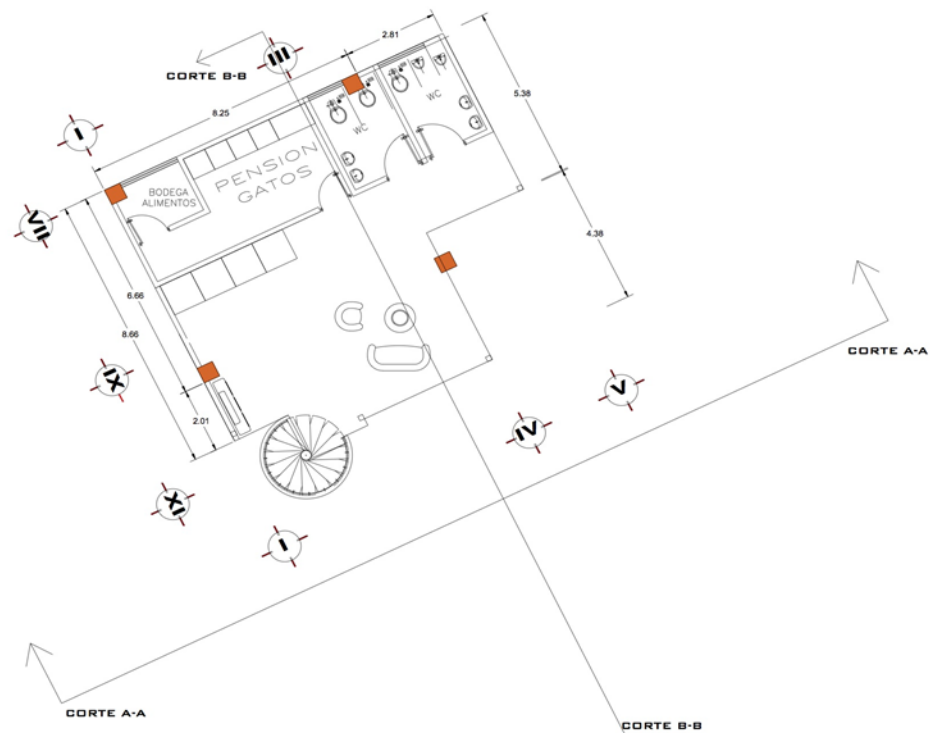 2.81
III
CORTE B-B
5.38
8.25
I
WC
WC
PENSION
GATOS
BODEGA
ALIMENTOS
VII
4.38
6.66
8.66
CORTE A-A
IX
V
2.01
IV
XI
I
CORTE A-A
CORTE B-B